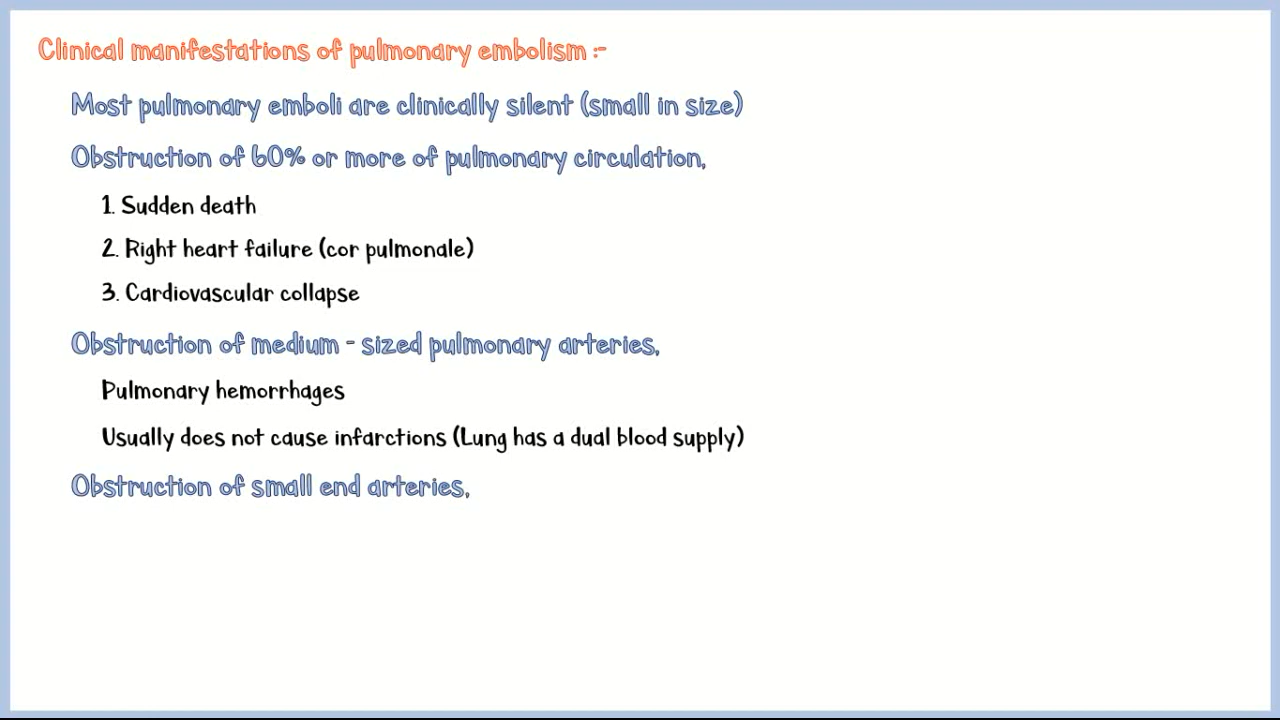 Clinical manifestations of pulmonary embolism :-
Most pulmonary emboli are clinically silent (small in size)
Obstruction of 60% or more of pulmonary circulation,
1. Sudden death
2. Right heart failure (cor pulmonale)
3. Cardiovascular collapse
Obstruction of medium - sized pulmonary arteries,
Pulmonary hemorrhages
Usually does not cause infarctions (Lung has a dual blood supply)
Obstruction of small end arteries,